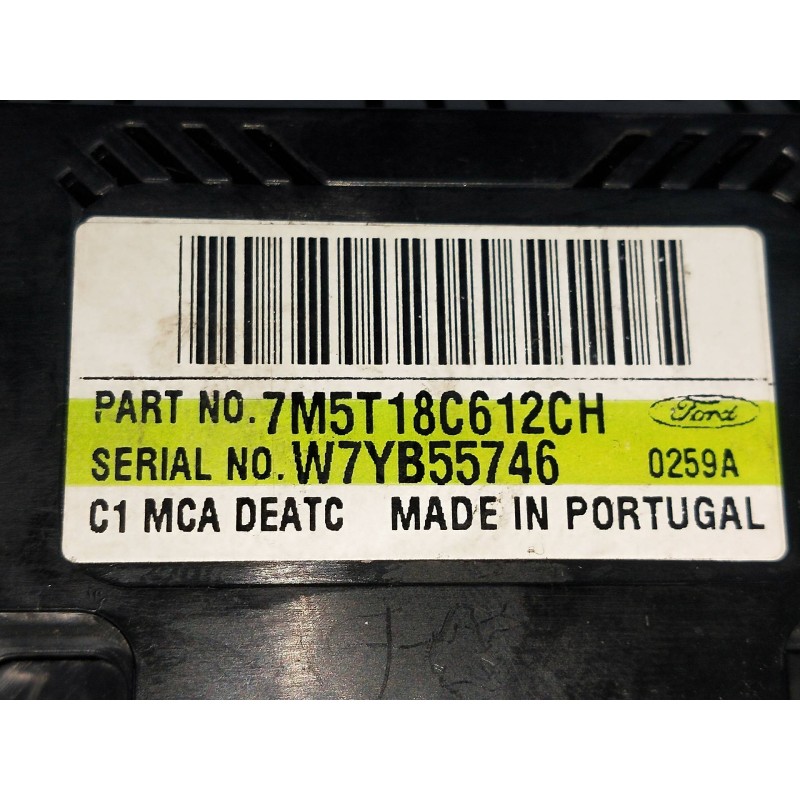 PART NO. 7M5T18C612CH Ford
SERIAL NO. W7YB55746 0259A
C1 MCA DEATC MADE IN PORTUGAL